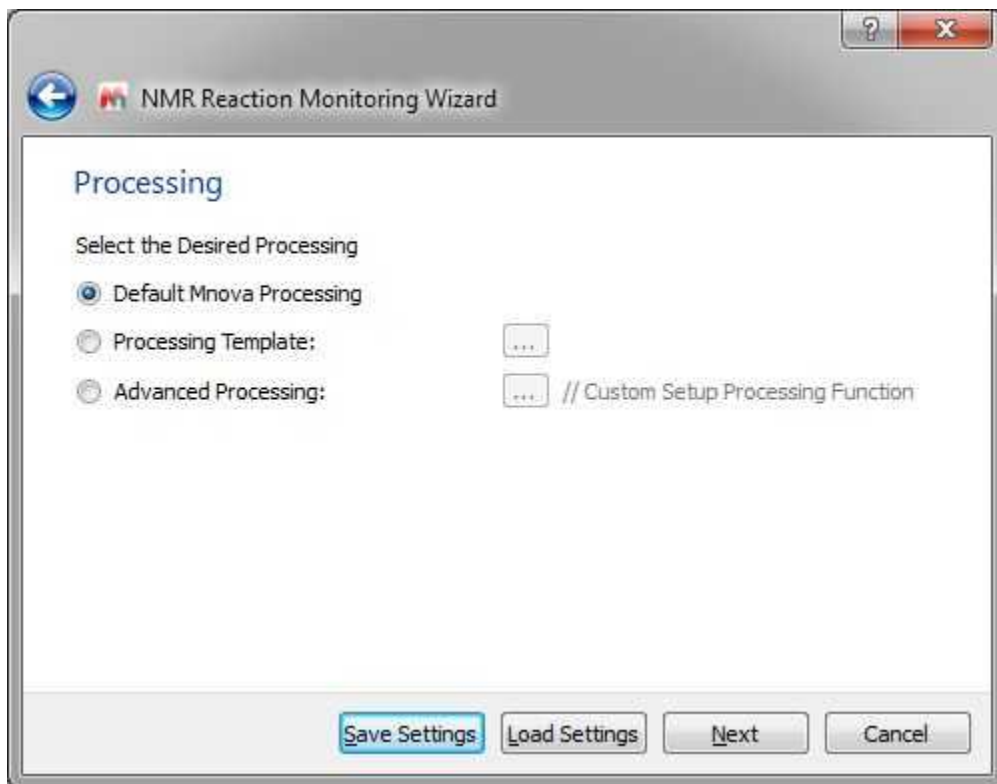 ?
NMR Reaction Monitoring Wizard
Processing
Select the Desired Processing
Default Mnova Processing
Processing Template: ...
Advanced Processing: ... // Custom Setup Processing Function
Save Settings Load Settings Next Cancel